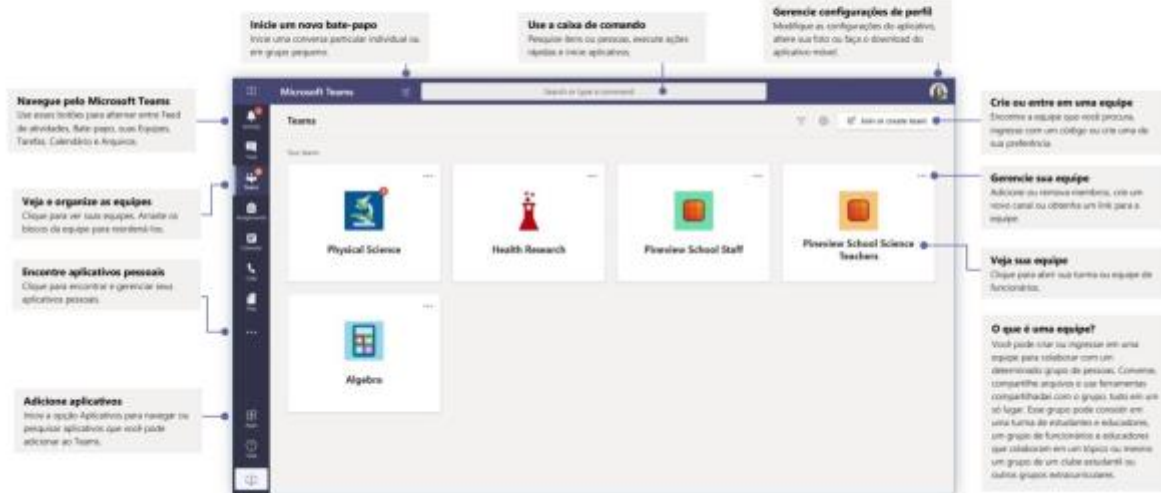 Inicie um novo bate-papo
Inicie uma conversa particular individual ou
em grupo pequeno.
Use a caixa de comando
Pesquise itens ou pessoas, execute ações
rápidas e inicie aplicativos.
Gerencie configurações de perfil
Modifique as configurações do aplicativo,
altere sua foto ou faça o download do
aplicativo móvel.
Navegue pelo Microsoft Teams
Use esses botões para alternar entre Feed
de atividades, Bate-papo, suas Equipes,
Tarefas, Calendário e Arquivos.
Veja e organize as equipes
Clique para ver suas equipes. Arraste os
blocos da equipe para reordená-los.
Encontre aplicativos pessoais
Clique para encontrar e gerenciar seus
aplicativos pessoais.
Adicione aplicativos
Inicie a opção Aplicativos para navegar ou
pesquisar aplicativos que você pode
adicionar ao Teams.
Microsoft Teams
Search or type a command
Teams
Join or create team
Your teams
Teams
Physical Science
Health Research
Pineview School Staff
Pineview School Science
Teachers
Algebra
Crie ou entre em uma equipe
Encontre a equipe que você procura,
ingresse com um código ou crie uma da
sua preferência.
Gerencie sua equipe
Adicione ou remova membros, crie um
novo canal ou obtenha um link para a
equipe.
Veja sua equipe
Clique para abrir sua turma ou equipe de
funcionários.
O que é uma equipe?
Você pode criar ou ingressar em uma
equipe para colaborar com um
determinado grupo de pessoas. Converse,
compartilhe arquivos e use ferramentas
compartilhadas com o grupo, tudo em um
só lugar. Esse grupo pode consistir em
uma turma de estudantes e educadores,
um grupo de funcionários e educadores
que colaboram em um tópico ou mesmo
um grupo de um clube estudantil ou
outros grupos extracurriculares.